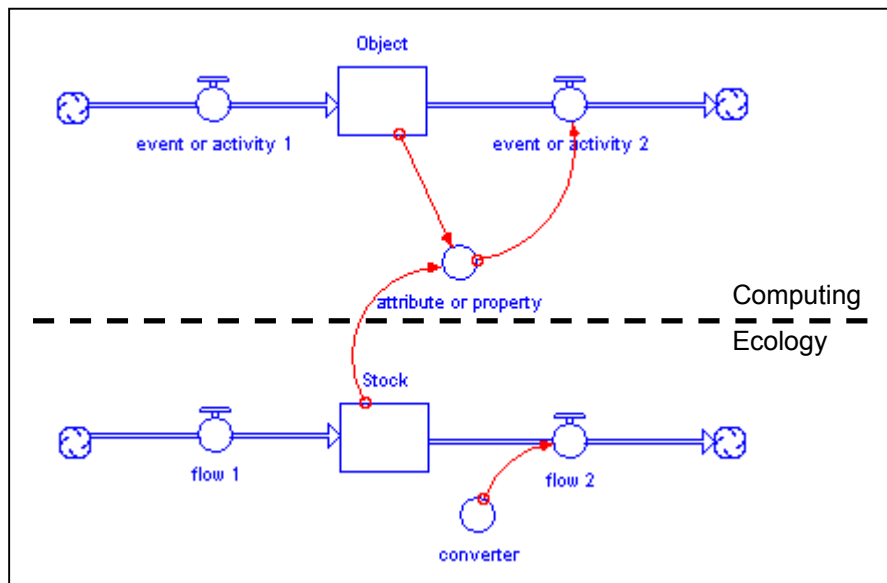 Object
event or activity 1
event or activity 2
attribute or property
Computing
Ecology
Stock
flow 1
flow 2
converter